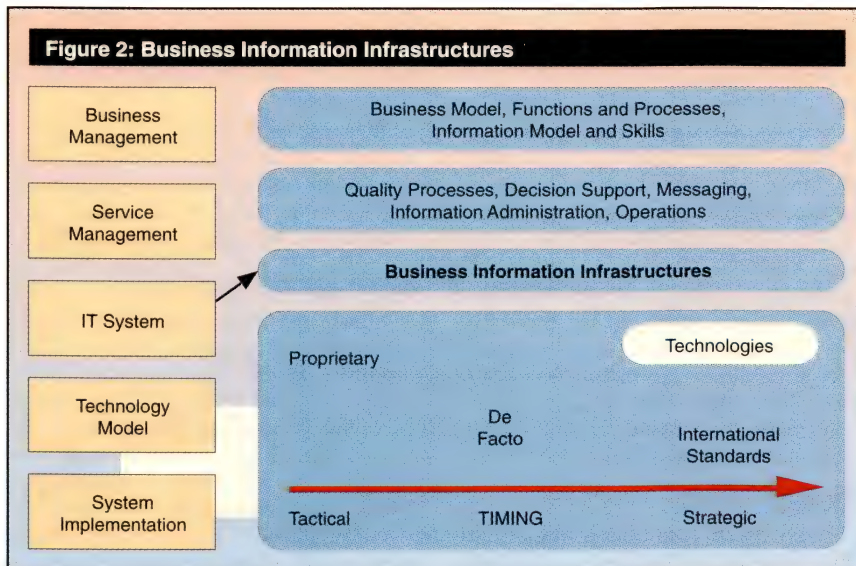 Figure 2: Business Information Infrastructures
Business
Management
Business Model, Functions and Processes,
Information Model and Skills
Service
Management
Quality Processes, Decision Support, Messaging,
Information Administration, Operations
IT System
Business Information Infrastructures
Technology
Model
System
Implementation
Technologies
Proprietary
De
Facto
International
Standards
Tactical
TIMING
Strategic